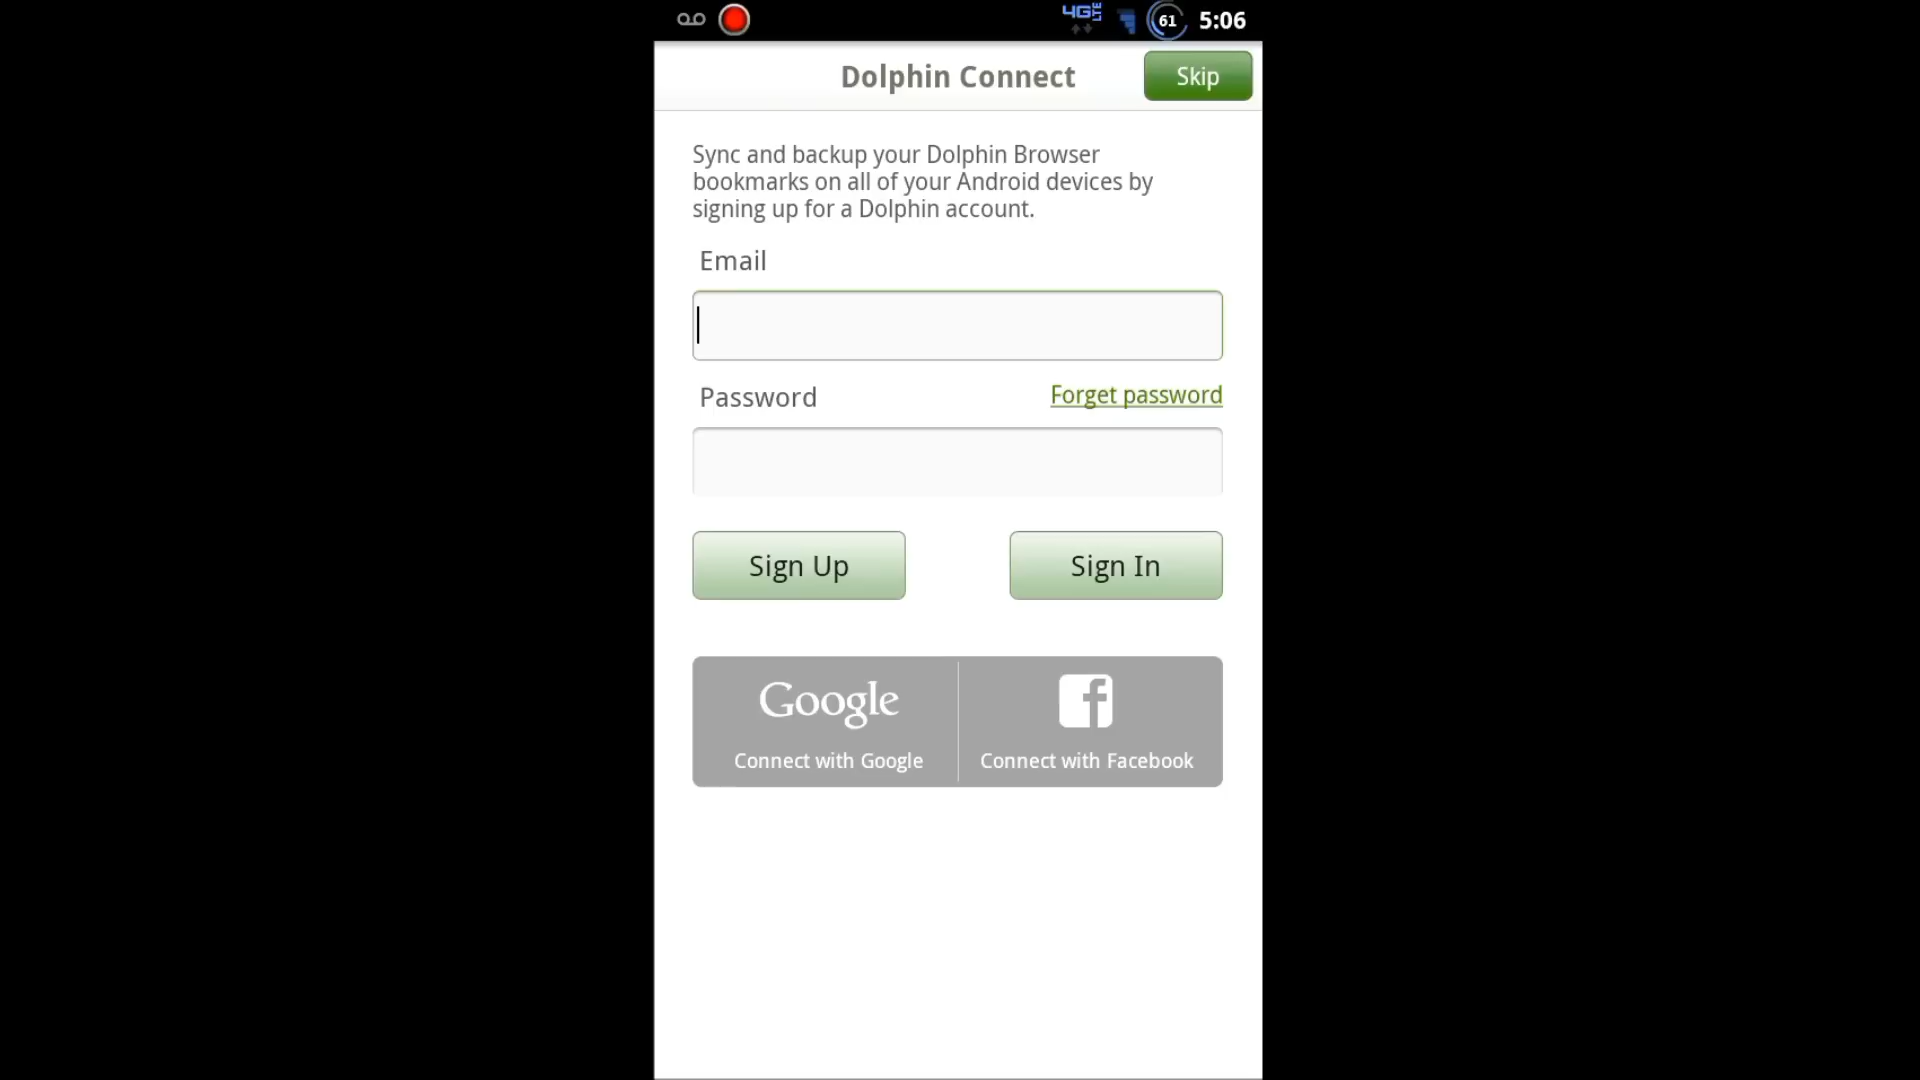 4G LTE 61 5:06
Dolphin Connect Skip
Sync and backup your Dolphin Browser
bookmarks on all of your Android devices by
signing up for a Dolphin account.
Email
Password Forget password
Sign Up Sign In
Google
Connect with Google Connect with Facebook